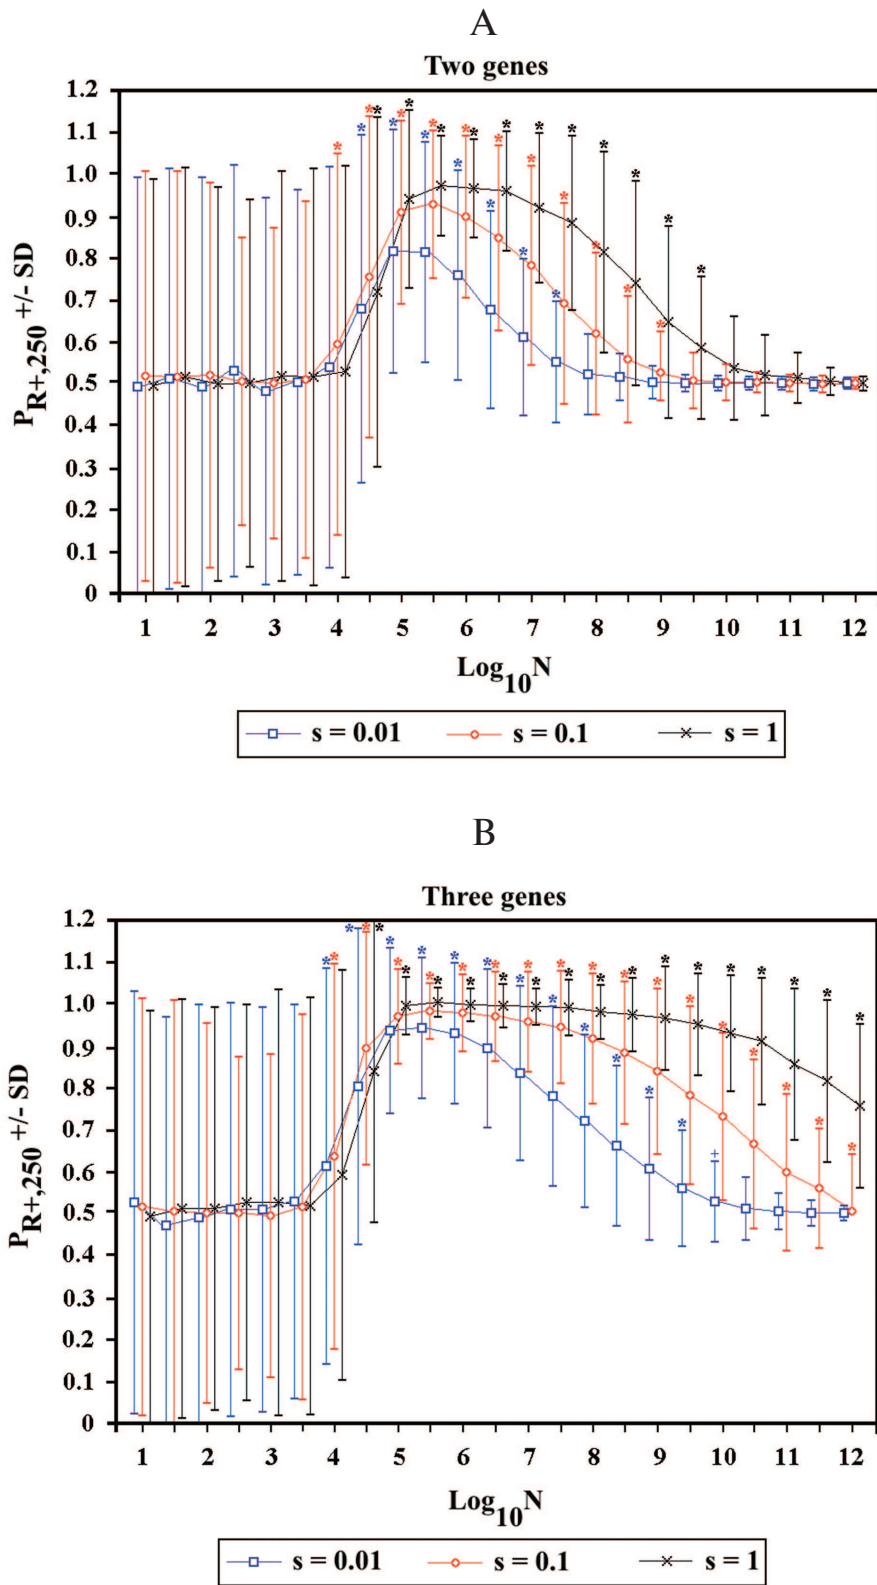 A
Two genes
1.2
1.1
1.0
0.9
0.8
0.7
0.6
0.5
0.4
0.3
0.2
0.1
0
P_R+,250 +/- SD
1 2 3 4 5 6 7 8 9 10 11 12
Log10N
s = 0.01 s = 0.1 s = 1
B
Three genes
1.2
1.1
1.0
0.9
0.8
0.7
0.6
0.5
0.4
0.3
0.2
0.1
0
P_R+,250 +/- SD
1 2 3 4 5 6 7 8 9 10 11 12
Log10N
s = 0.01 s = 0.1 s = 1